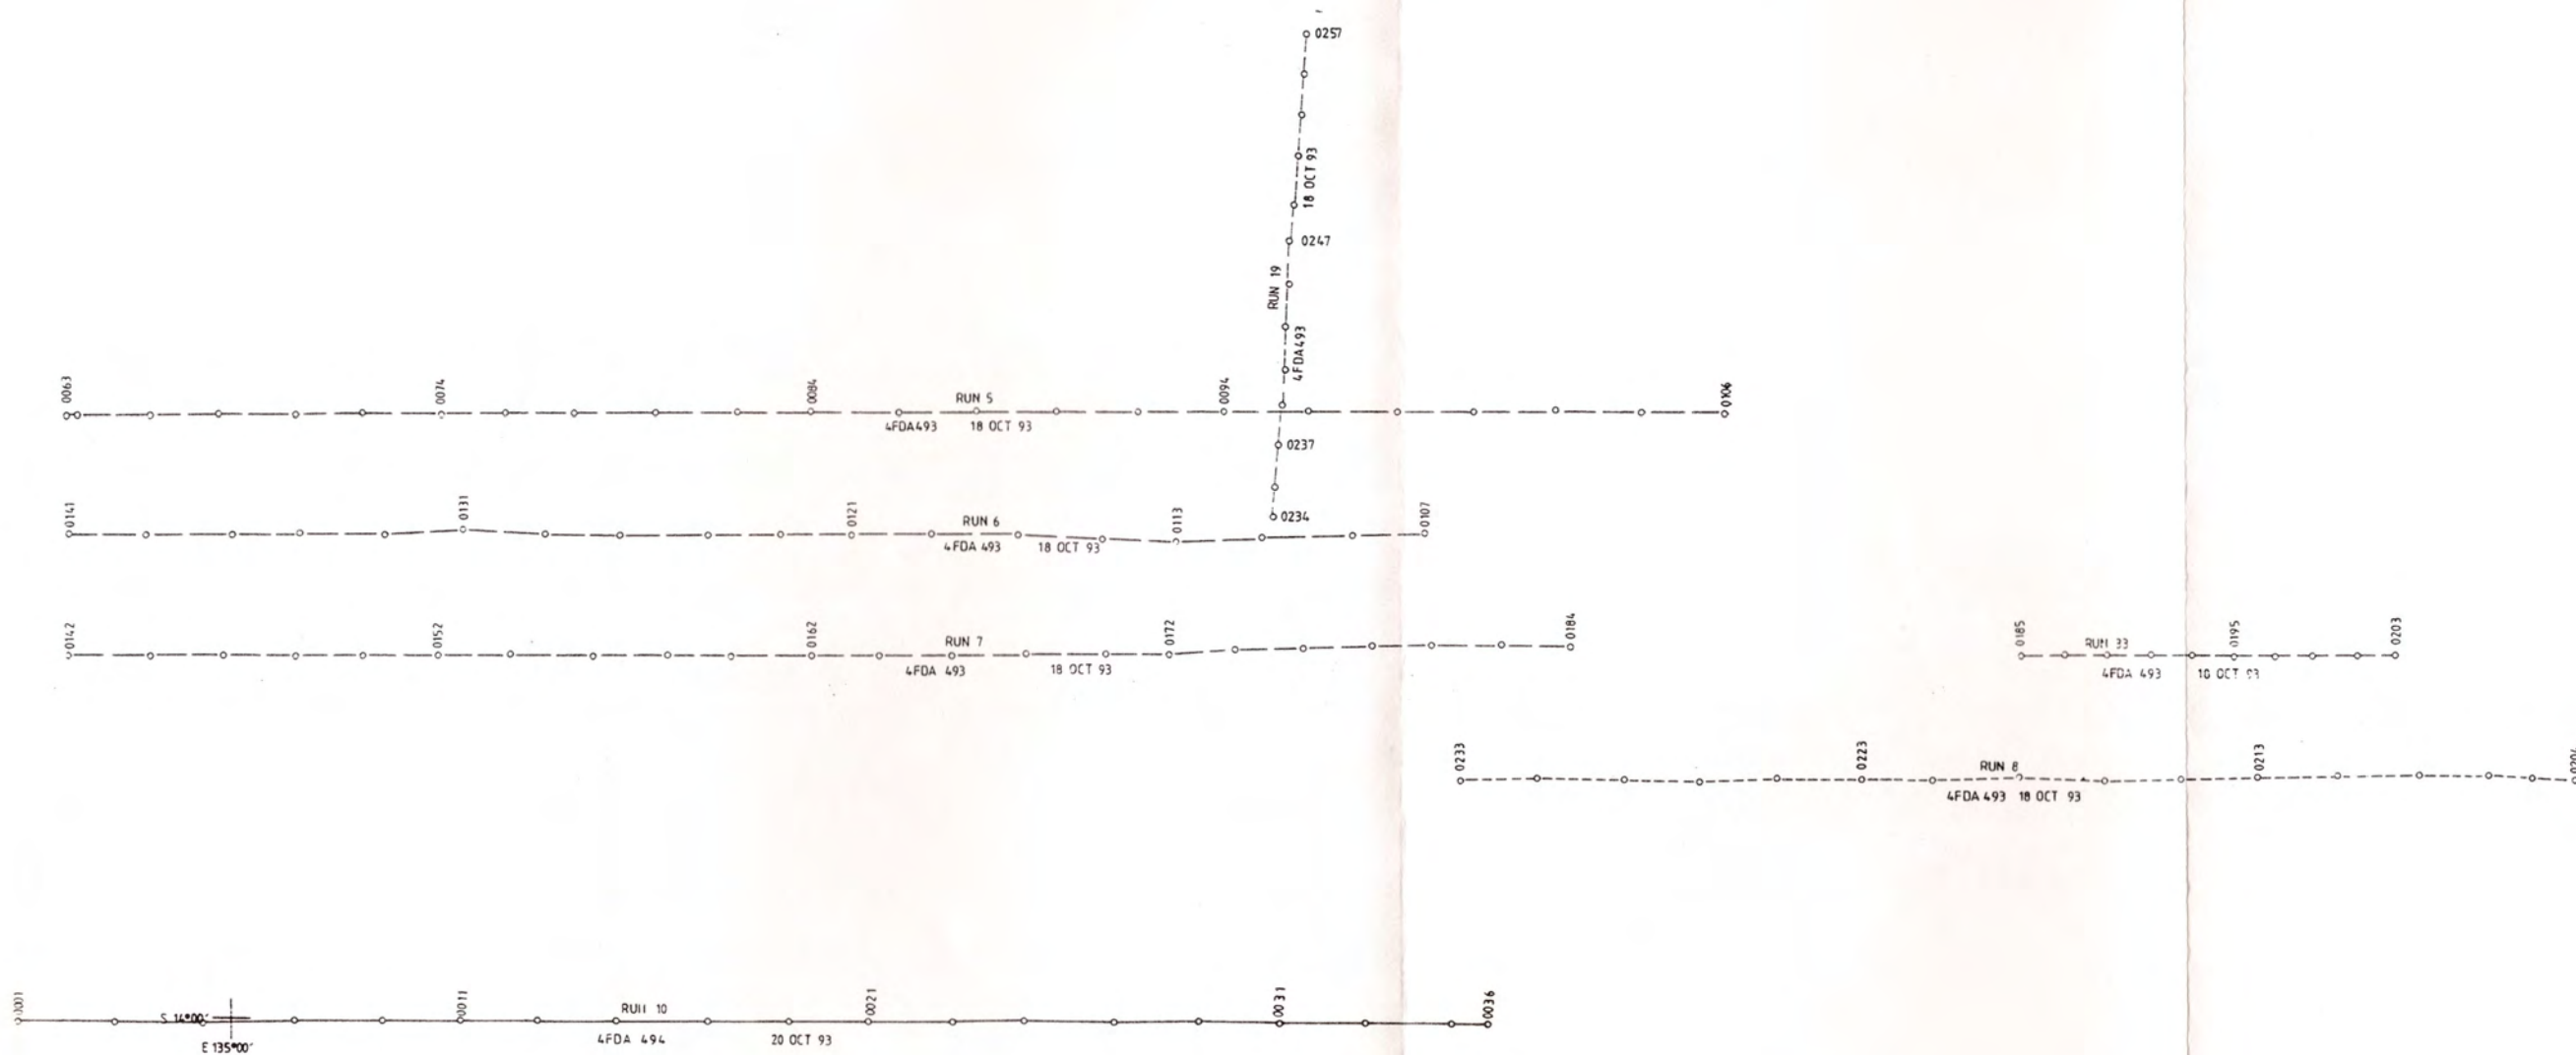 0257
18 OCT 93
0247
RUN 19
4FDA493
0063
0074
0084
RUN 5
0094
0106
4FDA493 18 OCT 93
0237
0141
0131
0121
RUN 6
0113
0234
0107
4FDA 493 18 OCT 93
0142
0152
0162
RUN 7
0172
0184
4FDA 493 18 OCT 93
0185
RUN 33
0195
0203
4FDA 493
0233
0223
RUN 8
0213
4FDA 493 18 OCT 93
0001
S 14°00'
0011
RUN 10
0021
0031
0036
4FDA 494 20 OCT 93
E 135°00'